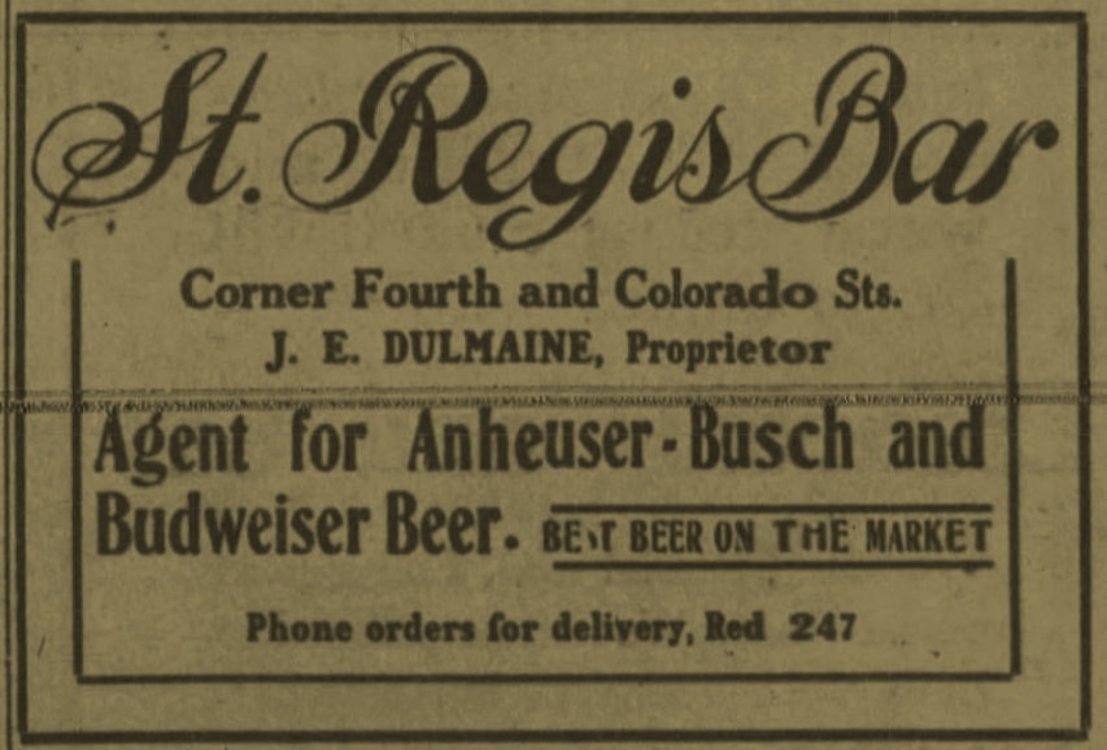 St. Regis Bar
Corner Fourth and Colorado Sts.
J. E. DULMAINE, Proprietor
Agent for Anheuser-Busch and
Budweiser Beer. BEST BEER ON THE MARKET
Phone orders for delivery, Red 247